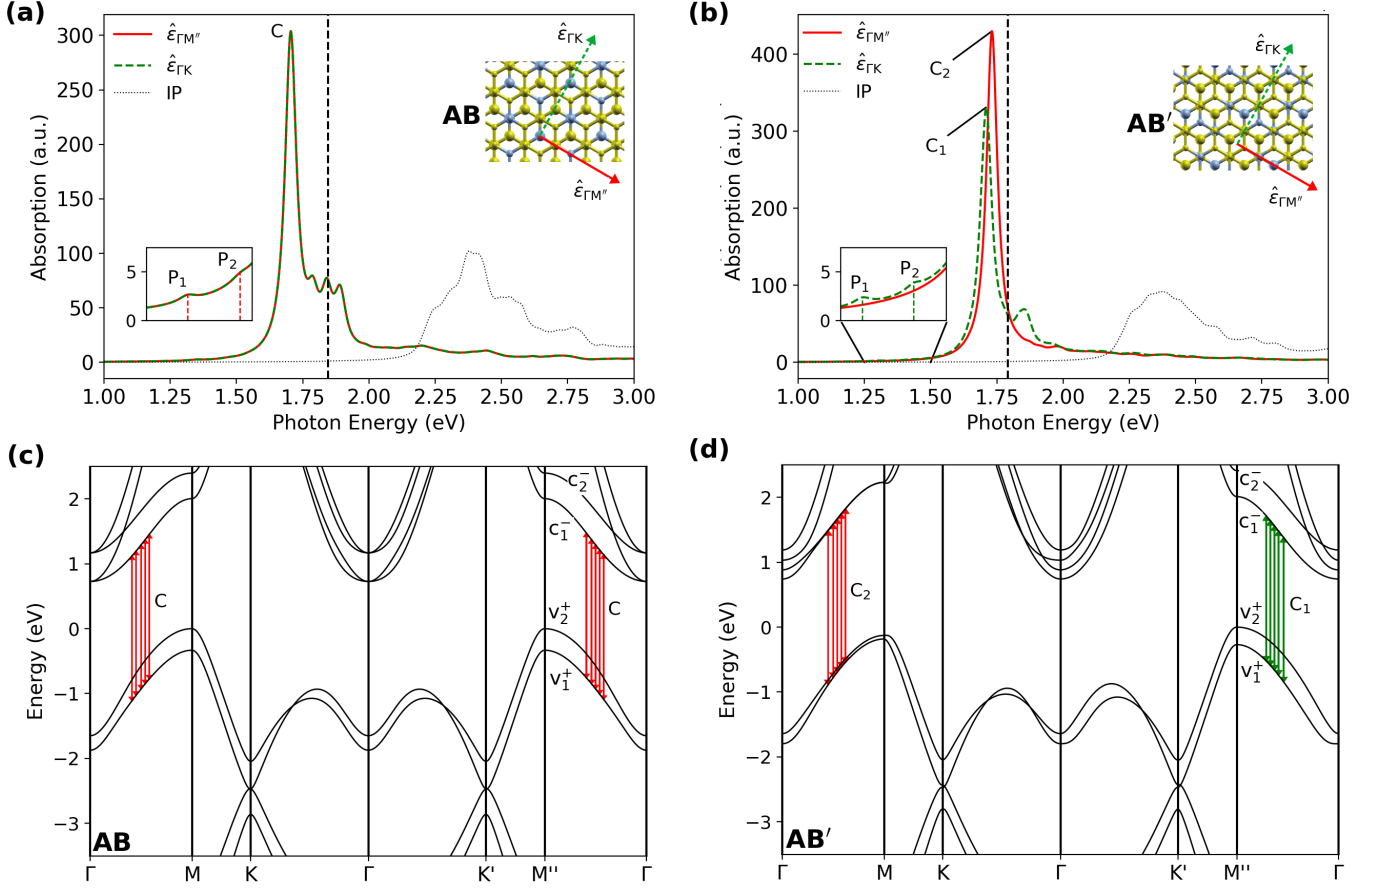 (a)
300
250
200
150
100
50
0
Absorption (a.u.)
ε̂ΓM″
ε̂ΓK
IP
C
AB
ε̂ΓK
ε̂ΓM″
5
0
P1
P2
1.00 1.25 1.50 1.75 2.00 2.25 2.50 2.75 3.00
Photon Energy (eV)
(b)
400
300
200
100
0
Absorption (a.u.)
ε̂ΓM″
ε̂ΓK
IP
C2
C1
AB′
ε̂ΓK
ε̂ΓM″
5
0
P1
P2
1.00 1.25 1.50 1.75 2.00 2.25 2.50 2.75 3.00
Photon Energy (eV)
(c)
2
1
0
−1
−2
−3
Energy (eV)
c2−
c1−
v2+
v1+
C
C
AB
Γ M K Γ K' M'' Γ
(d)
2
1
0
−1
−2
−3
Energy (eV)
c2−
c1−
v2+
v1+
C2
C1
AB′
Γ M K Γ K' M'' Γ